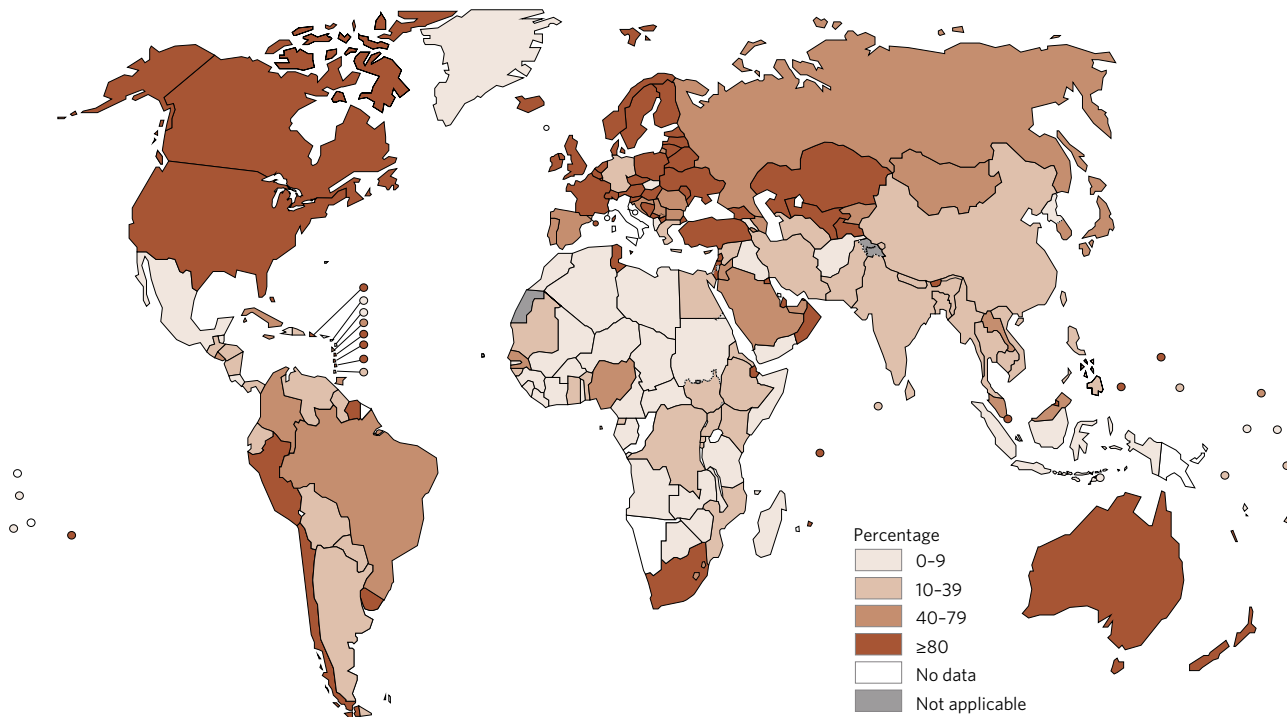 Percentage
0–9
10–39
40–79
≥80
No data
Not applicable